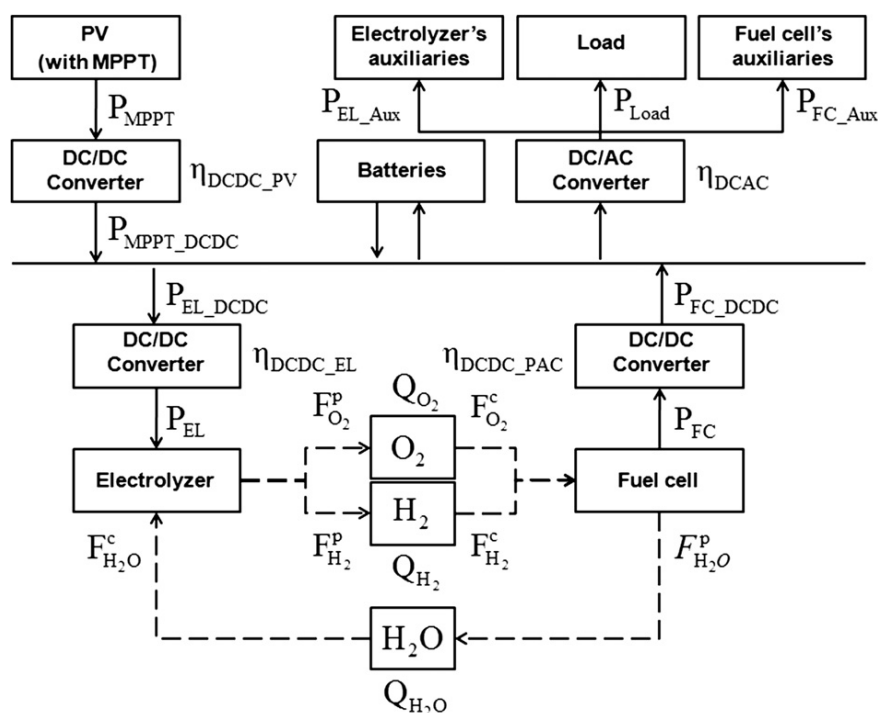 PV
(with MPPT)
Electrolyzer's
auxiliaries
Load
Fuel cell's
auxiliaries
P_MPPT
P_EL_Aux
P_Load
P_FC_Aux
DC/DC
Converter
η_DCDC_PV
Batteries
DC/AC
Converter
η_DCAC
P_MPPT_DCDC
P_EL_DCDC
P_FC_DCDC
DC/DC
Converter
η_DCDC_EL
η_DCDC_PAC
DC/DC
Converter
P_EL
F^p_O₂
Q_O₂
F^c_O₂
P_FC
Electrolyzer
O₂
H₂
Fuel cell
F^c_H₂O
F^p_H₂
Q_H₂
F^c_H₂
F^p_H₂O
H₂O
Q_H₂O